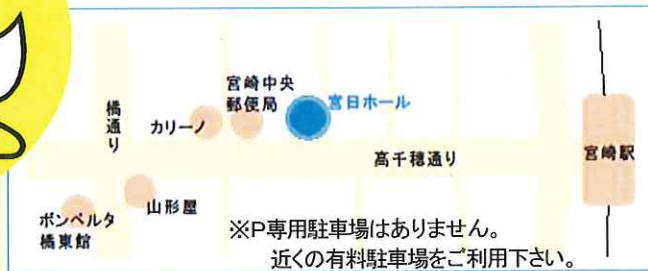 宮崎中央
郵便局
宮日ホール
橘通り
カリーノ
高千穂通り
宮崎駅
ボンベルタ
橘東館
山形屋
※P専用駐車場はありません。
近くの有料駐車場をご利用下さい。